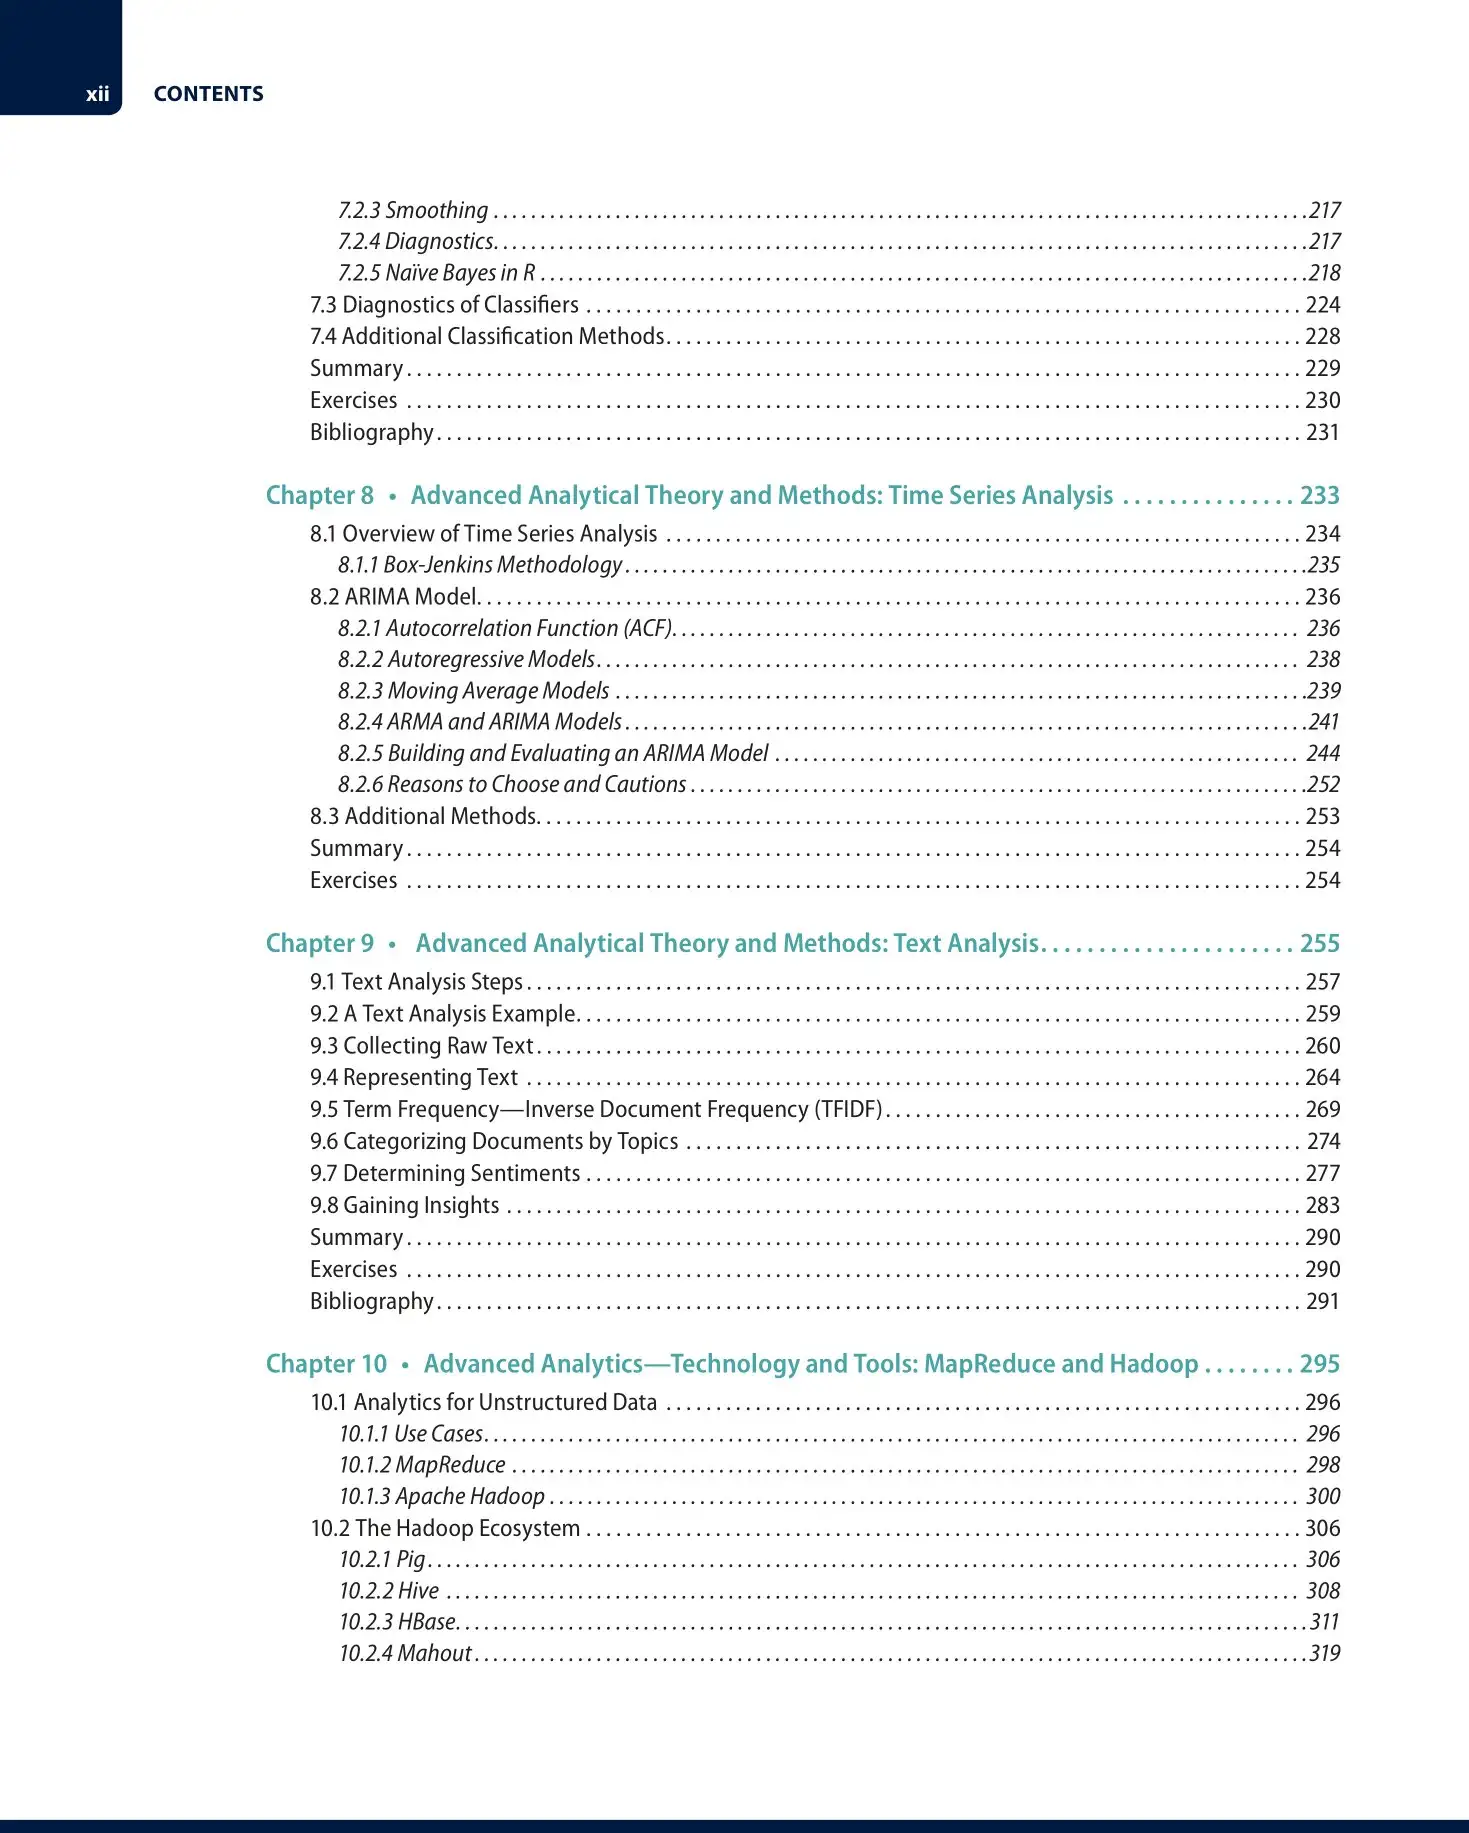 xii CONTENTS
7.2.3 Smoothing . . . . . . . . . . . . . . . . . . . . 217
7.2.4 Diagnostics. . . . . . . . . . . . . . . . . . . . 217
7.2.5 Naïve Bayes in R . . . . . . . . . . . . . . . . . . . . 218
7.3 Diagnostics of Classifiers . . . . . . . . . . . . . . . . . . . . 224
7.4 Additional Classification Methods. . . . . . . . . . . . . . . . . . . . 228
Summary . . . . . . . . . . . . . . . . . . . . 229
Exercises . . . . . . . . . . . . . . . . . . . . 230
Bibliography . . . . . . . . . . . . . . . . . . . . 231
Chapter 8 • Advanced Analytical Theory and Methods: Time Series Analysis . . . . . . . . . . . . . . . 233
8.1 Overview of Time Series Analysis . . . . . . . . . . . . . . . . . . . . 234
8.1.1 Box-Jenkins Methodology . . . . . . . . . . . . . . . . . . . . 235
8.2 ARIMA Model. . . . . . . . . . . . . . . . . . . . 236
8.2.1 Autocorrelation Function (ACF). . . . . . . . . . . . . . . . . . . . 236
8.2.2 Autoregressive Models. . . . . . . . . . . . . . . . . . . . 238
8.2.3 Moving Average Models . . . . . . . . . . . . . . . . . . . . 239
8.2.4 ARMA and ARIMA Models . . . . . . . . . . . . . . . . . . . . 241
8.2.5 Building and Evaluating an ARIMA Model . . . . . . . . . . . . . . . . . . . . 244
8.2.6 Reasons to Choose and Cautions . . . . . . . . . . . . . . . . . . . . 252
8.3 Additional Methods. . . . . . . . . . . . . . . . . . . . 253
Summary . . . . . . . . . . . . . . . . . . . . 254
Exercises . . . . . . . . . . . . . . . . . . . . 254
Chapter 9 • Advanced Analytical Theory and Methods: Text Analysis. . . . . . . . . . . . . . . . . . . . . . 255
9.1 Text Analysis Steps . . . . . . . . . . . . . . . . . . . . 257
9.2 A Text Analysis Example. . . . . . . . . . . . . . . . . . . . 259
9.3 Collecting Raw Text . . . . . . . . . . . . . . . . . . . . 260
9.4 Representing Text . . . . . . . . . . . . . . . . . . . . 264
9.5 Term Frequency—Inverse Document Frequency (TFIDF) . . . . . . . . . . . . . . . . . . . . 269
9.6 Categorizing Documents by Topics . . . . . . . . . . . . . . . . . . . . 274
9.7 Determining Sentiments . . . . . . . . . . . . . . . . . . . . 277
9.8 Gaining Insights . . . . . . . . . . . . . . . . . . . . 283
Summary . . . . . . . . . . . . . . . . . . . . 290
Exercises . . . . . . . . . . . . . . . . . . . . 290
Bibliography . . . . . . . . . . . . . . . . . . . . 291
Chapter 10 • Advanced Analytics—Technology and Tools: MapReduce and Hadoop . . . . . . . . 295
10.1 Analytics for Unstructured Data . . . . . . . . . . . . . . . . . . . . 296
10.1.1 Use Cases. . . . . . . . . . . . . . . . . . . . 296
10.1.2 MapReduce . . . . . . . . . . . . . . . . . . . . 298
10.1.3 Apache Hadoop . . . . . . . . . . . . . . . . . . . . 300
10.2 The Hadoop Ecosystem . . . . . . . . . . . . . . . . . . . . 306
10.2.1 Pig . . . . . . . . . . . . . . . . . . . . 306
10.2.2 Hive . . . . . . . . . . . . . . . . . . . . 308
10.2.3 HBase. . . . . . . . . . . . . . . . . . . . 311
10.2.4 Mahout . . . . . . . . . . . . . . . . . . . . 319